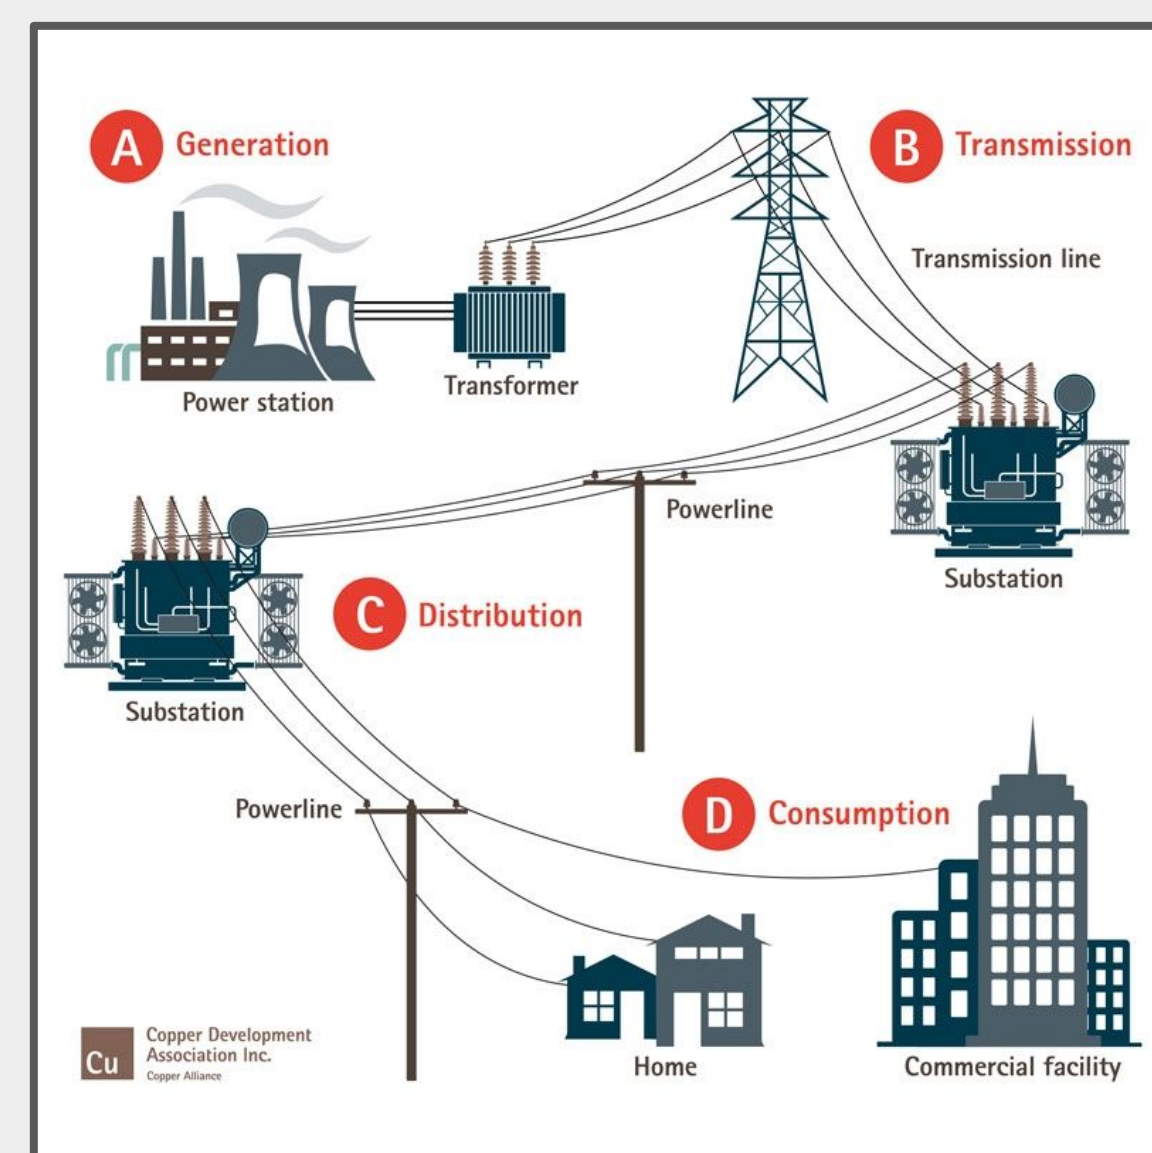 A Generation
B Transmission
Transmission line
Transformer
Power station
Powerline
Substation
C Distribution
Substation
Powerline
D Consumption
Cu
Copper Development
Association Inc.
Copper Alliance
Home
Commercial facility